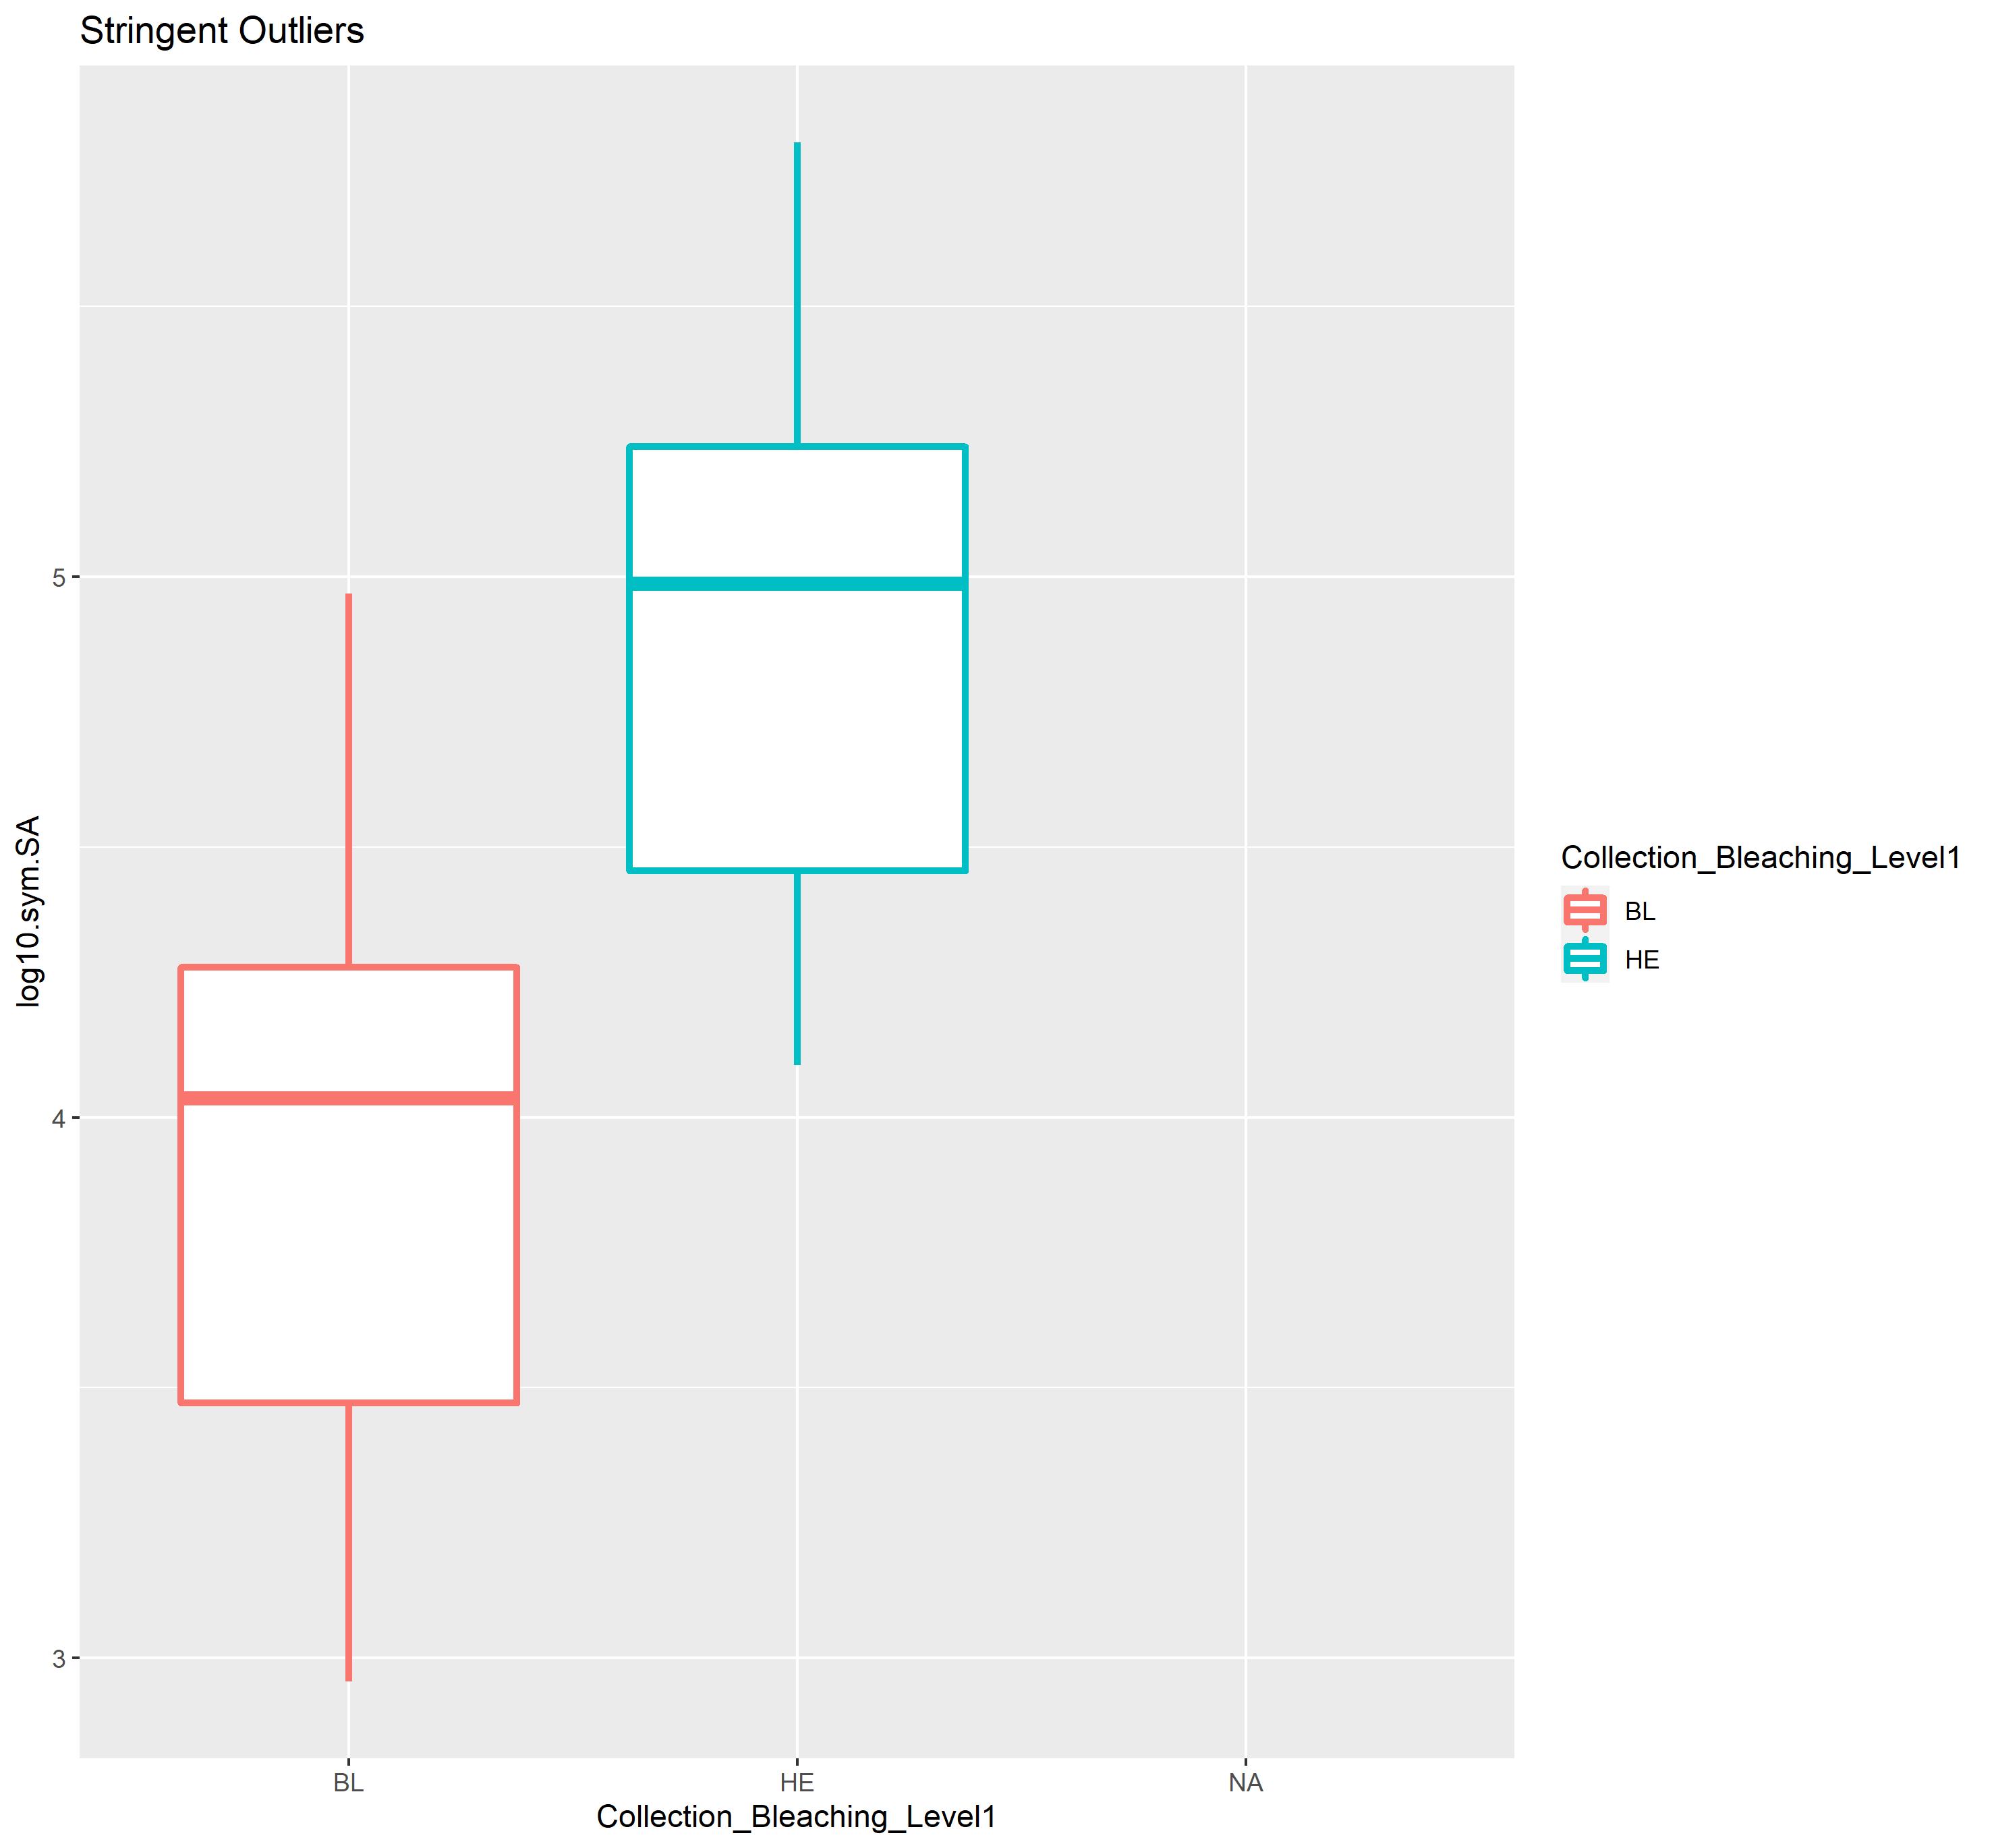 Stringent Outliers
log10.sym.SA
5
4
3
BL
HE
NA
Collection_Bleaching_Level1
Collection_Bleaching_Level1
BL
HE